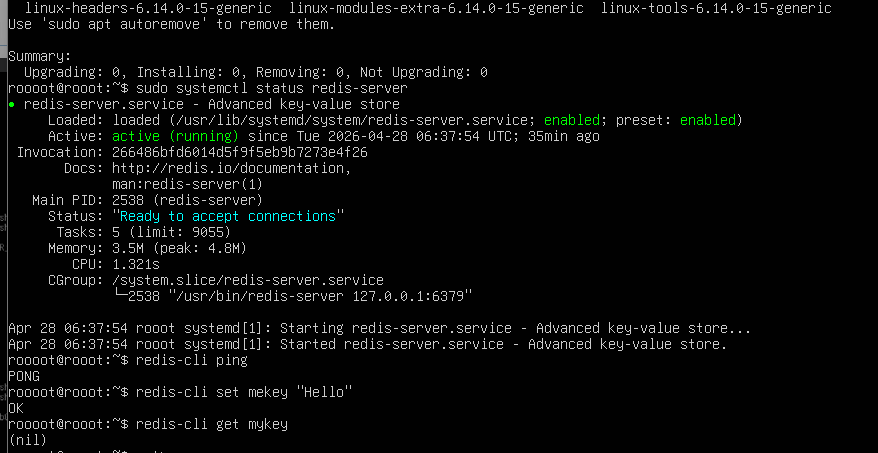 linux-headers-6.14.0-15-generic  linux-modules-extra-6.14.0-15-generic  linux-tools-6.14.0-15-generic
Use 'sudo apt autoremove' to remove them.

Summary:
  Upgrading: 0, Installing: 0, Removing: 0, Not Upgrading: 0
roooot@rooot:~$ sudo systemctl status redis-server
● redis-server.service - Advanced key-value store
     Loaded: loaded (/usr/lib/systemd/system/redis-server.service; enabled; preset: enabled)
     Active: active (running) since Tue 2026-04-28 06:37:54 UTC; 35min ago
 Invocation: 266486bfd6014d5f9f5eb9b7273e4f26
       Docs: http://redis.io/documentation,
             man:redis-server(1)
   Main PID: 2538 (redis-server)
     Status: "Ready to accept connections"
      Tasks: 5 (limit: 9055)
     Memory: 3.5M (peak: 4.8M)
        CPU: 1.321s
     CGroup: /system.slice/redis-server.service
             └─2538 "/usr/bin/redis-server 127.0.0.1:6379"

Apr 28 06:37:54 rooot systemd[1]: Starting redis-server.service - Advanced key-value store...
Apr 28 06:37:54 rooot systemd[1]: Started redis-server.service - Advanced key-value store.
roooot@rooot:~$ redis-cli ping
PONG
roooot@rooot:~$ redis-cli set mekey "Hello"
OK
roooot@rooot:~$ redis-cli get mykey
(nil)